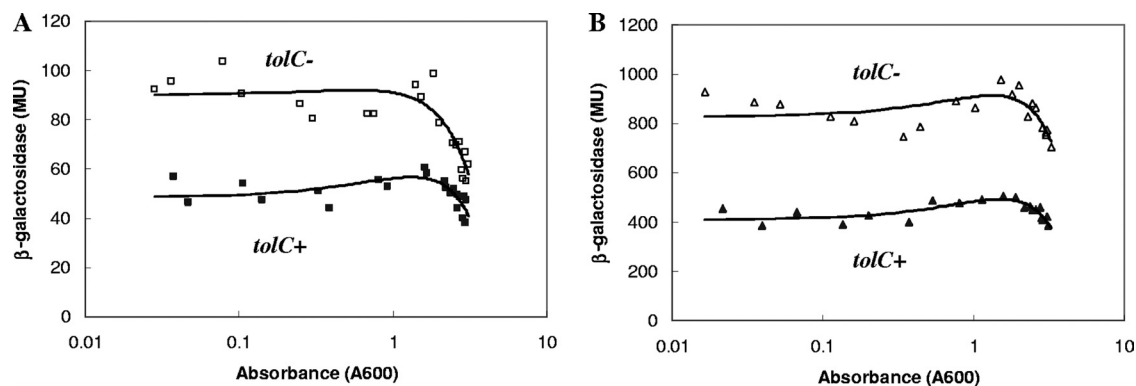 A
120
100
80
60
40
20
0
β-galactosidase (MU)
tolC-
tolC+
0.01 0.1 1 10
Absorbance (A600)
B
1200
1000
800
600
400
200
0
β-galactosidase (MU)
tolC-
tolC+
0.01 0.1 1 10
Absorbance (A600)